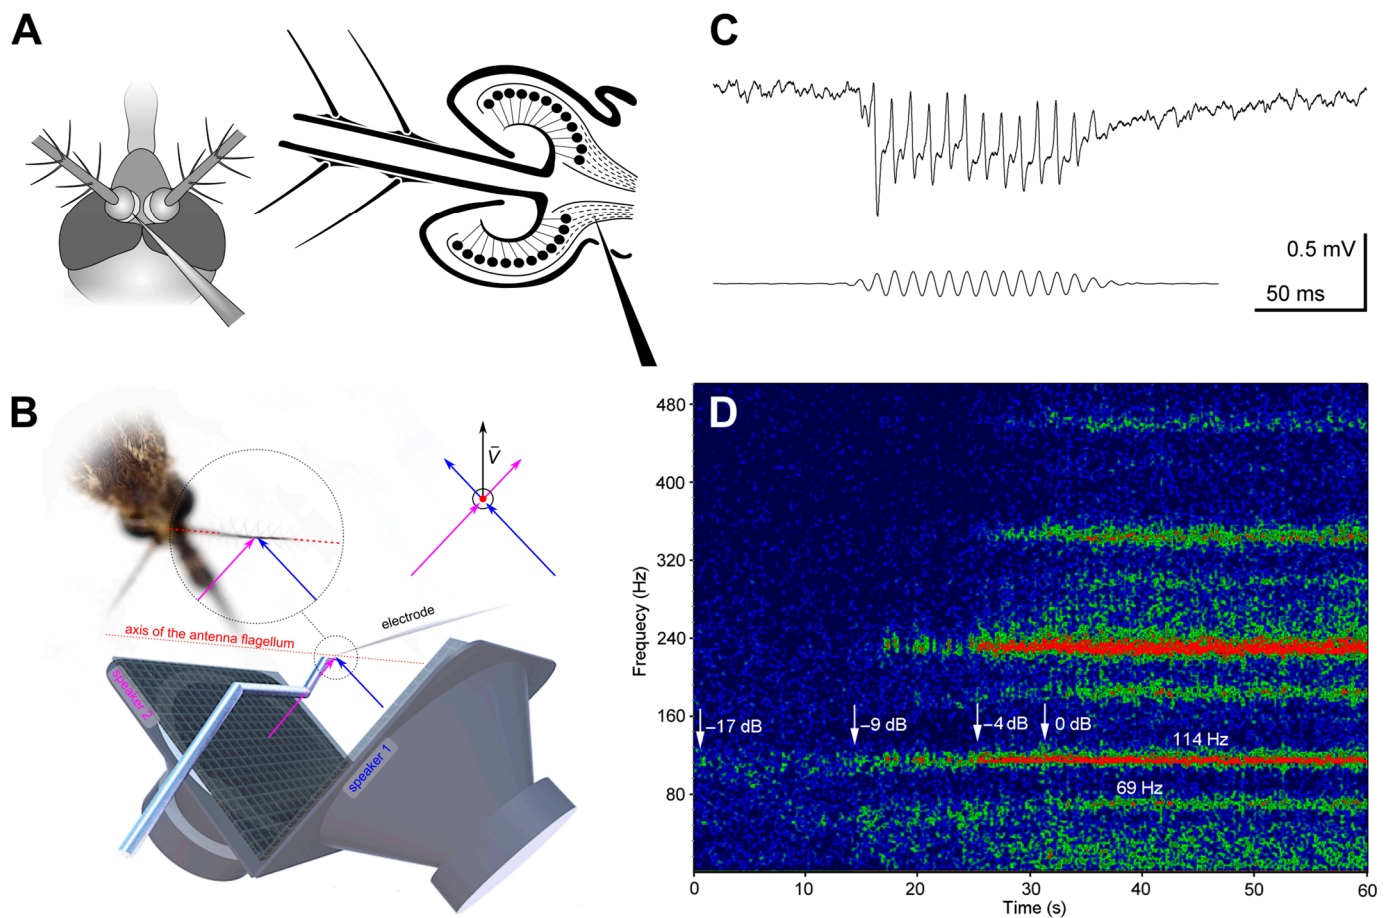 A
C
0.5 mV
50 ms
B
V̄
electrode
axis of the antenna flagellum
speaker 2
speaker 1
D
480
400
320
240
160
80
Frequecy (Hz)
–17 dB
–9 dB
–4 dB
0 dB
114 Hz
69 Hz
0
10
20
30
40
50
60
Time (s)